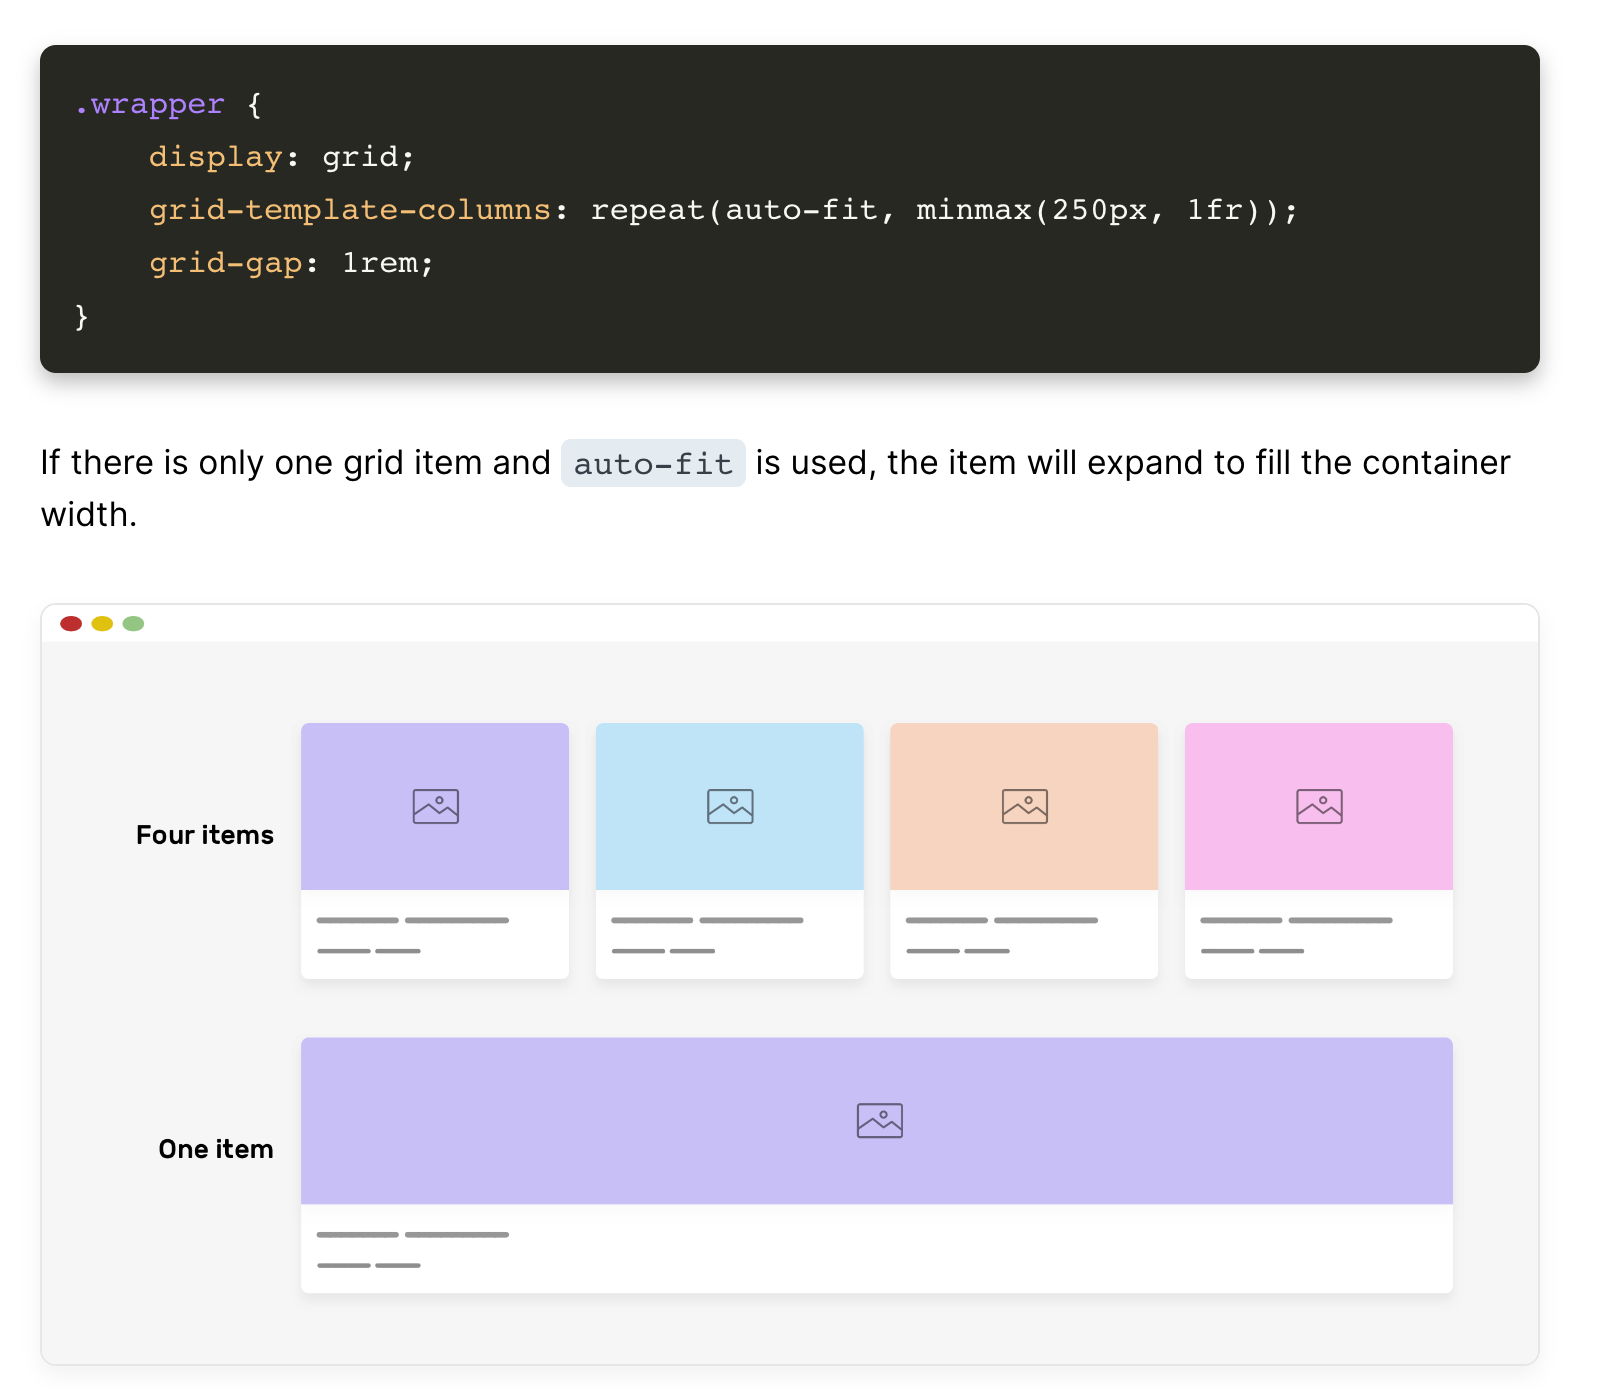 .wrapper {
    display: grid;
    grid-template-columns: repeat(auto-fit, minmax(250px, 1fr));
    grid-gap: 1rem;
}
If there is only one grid item and auto-fit is used, the item will expand to fill the container
width.
Four items
One item